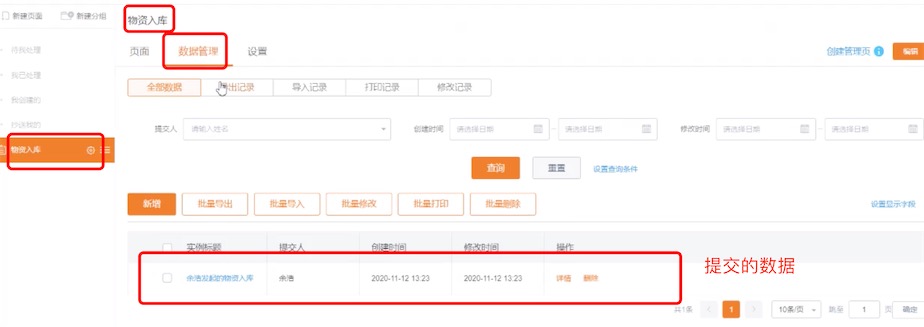 新建页面 新建分组
物资入库
待我处理
页面 数据管理 设置
创建管理页 编辑
我已处理
全部数据 导出记录 导入记录 打印记录 修改记录
我创建的
抄送我的
提交人 请输入姓名 创建时间 请选择日期 - 请选择日期 修改时间 请选择日期 - 请选择日期
物资入库
查询 重置 设置查询条件
新增 批量导出 批量导入 批量修改 批量打印 批量删除 设置显示字段
实例标题 提交人 创建时间 修改时间 操作
余浩发起的物资入库 余浩 2020-11-12 13:23 2020-11-12 13:23 详情 删除
提交的数据
共1条 < 1 > 10条/页 跳至 1 页 确定